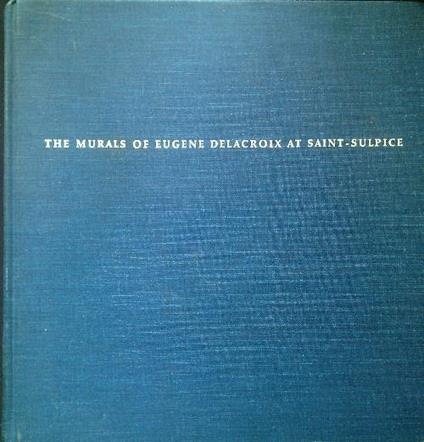 THE MURALS OF EUGENE DELACROIX AT SAINT-SULPICE